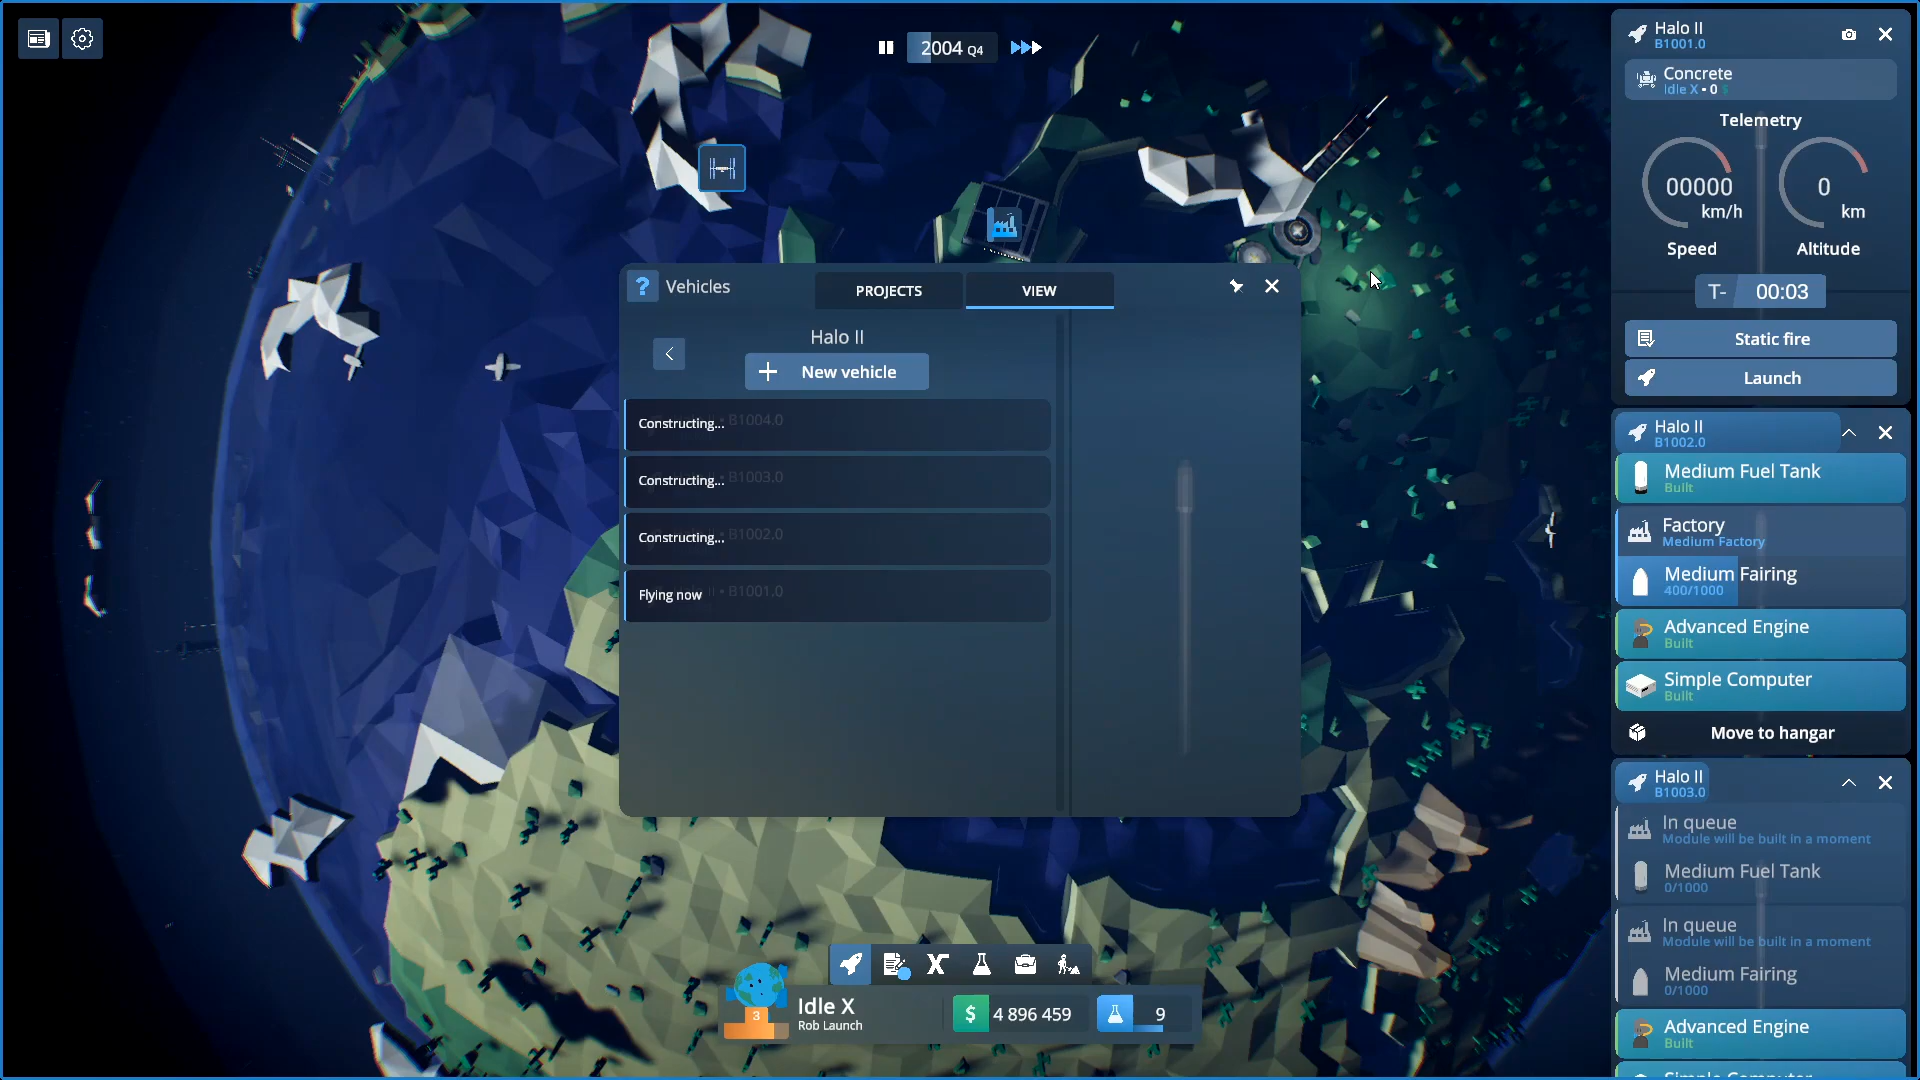 2004 Q4
?
Vehicles
PROJECTS
VIEW
Halo II
New vehicle
Constructing...
B1004.0
Constructing...
B1003.0
Constructing...
B1002.0
Flying now
B1001.0
3
Idle X
Rob Launch
$ 4 896 459
9
Halo II
B1001.0
Concrete
Idle X • 0 $
Telemetry
00000
km/h
Speed
0
km
Altitude
T- 00:03
Static fire
Launch
Halo II
B1002.0
Medium Fuel Tank
Built
Factory
Medium Factory
Medium Fairing
400/1000
Advanced Engine
Built
Simple Computer
Built
Move to hangar
Halo II
B1003.0
In queue
Module will be built in a moment
Medium Fuel Tank
0/1000
In queue
Module will be built in a moment
Medium Fairing
0/1000
Advanced Engine
Built
Simple Computer